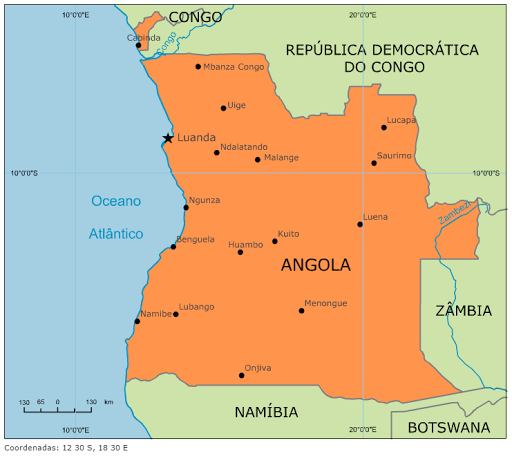 10°0'0"E
20°0'0"E
CONGO
Cabinda
Congo
REPÚBLICA DEMOCRÁTICA
DO CONGO
Mbanza Congo
Uige
Lucapa
Luanda
Ndalatando
Malange
Saurimo
10°0'0"S
10°0'0"S
Oceano
Atlântico
Ngunza
Zambezi
Luena
Benguela
Kuito
Huambo
ANGOLA
Menongue
ZÂMBIA
Lubango
Namibe
Onjiva
130 65 0 130 km
NAMÍBIA
BOTSWANA
10°0'0"E
20°0'0"E
Coordenadas: 12 30 S, 18 30 E